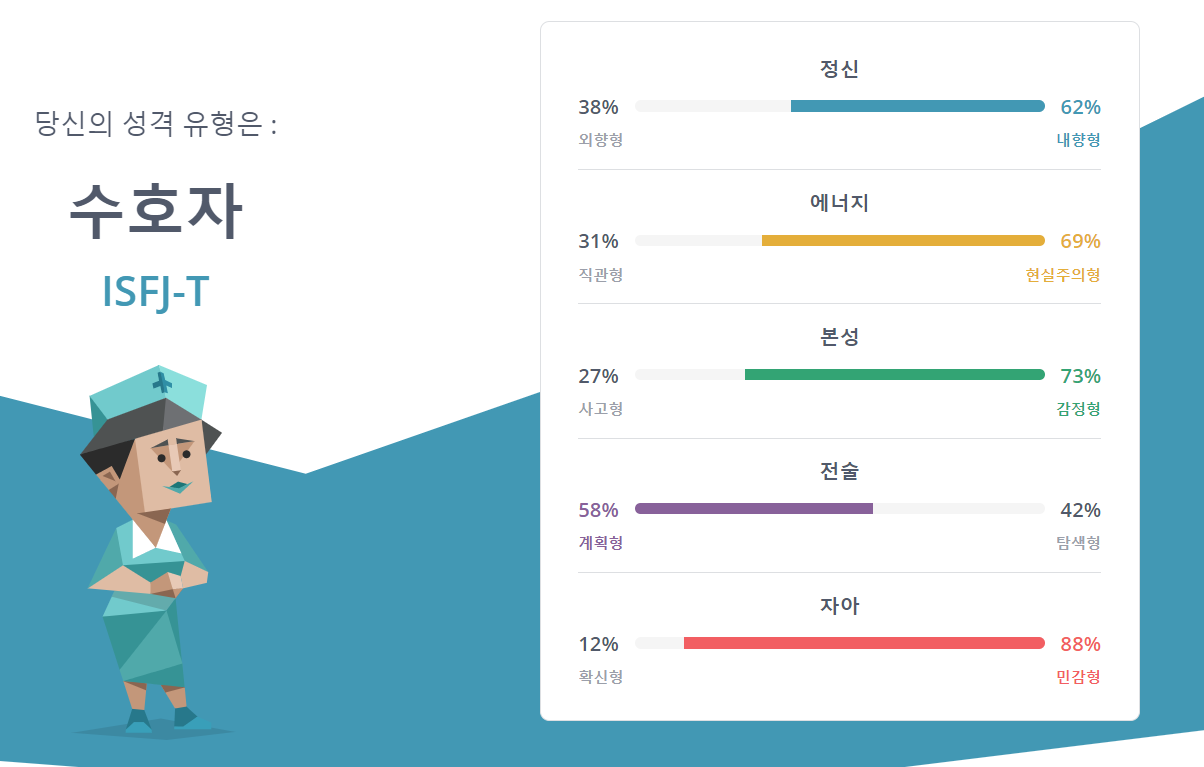 당신의 성격 유형은 :
수호자
ISFJ-T
정신
38% 62%
외향형 내향형
에너지
31% 69%
직관형 현실주의형
본성
27% 73%
사고형 감정형
전술
58% 42%
계획형 탐색형
자아
12% 88%
확신형 민감형